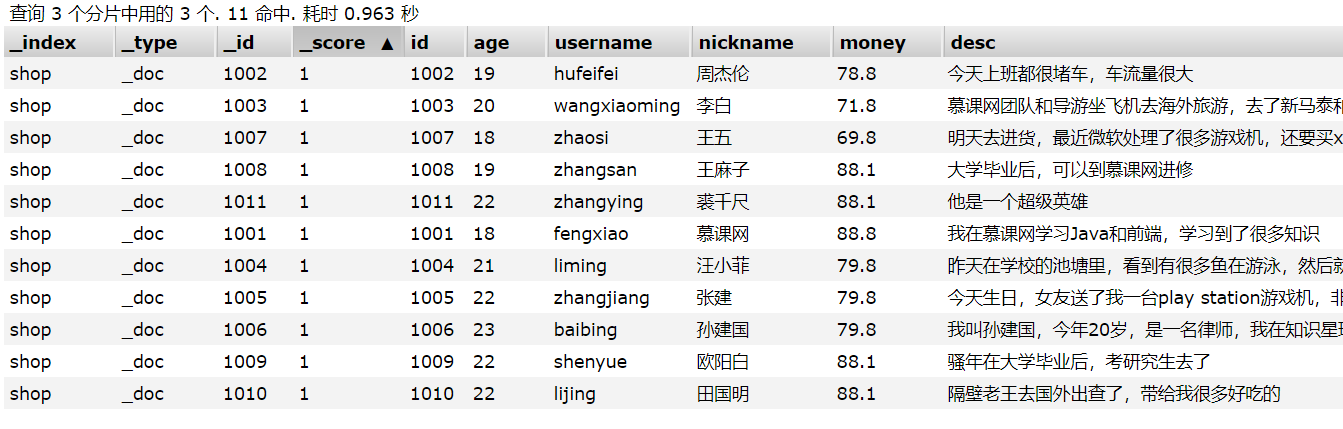 查询 3 个分片中用的 3 个. 11 命中. 耗时 0.963 秒
_index _type _id _score ▲ id age username nickname money desc
shop _doc 1002 1 1002 19 hufeifei 周杰伦 78.8 今天上班都很堵车，车流量很大
shop _doc 1003 1 1003 20 wangxiaoming 李白 71.8 慕课网团队和导游坐飞机去海外旅游，去了新马泰和
shop _doc 1007 1 1007 18 zhaosi 王五 69.8 明天去进货，最近微软处理了很多游戏机，还要买x
shop _doc 1008 1 1008 19 zhangsan 王麻子 88.1 大学毕业后，可以到慕课网进修
shop _doc 1011 1 1011 22 zhangying 裘千尺 88.1 他是一个超级英雄
shop _doc 1001 1 1001 18 fengxiao 慕课网 88.8 我在慕课网学习Java和前端，学习到了很多知识
shop _doc 1004 1 1004 21 liming 汪小菲 79.8 昨天在学校的池塘里，看到有很多鱼在游泳，然后就
shop _doc 1005 1 1005 22 zhangjiang 张建 79.8 今天生日，女友送了我一台play station游戏机，非
shop _doc 1006 1 1006 23 baibing 孙建国 79.8 我叫孙建国，今年20岁，是一名律师，我在知识星球
shop _doc 1009 1 1009 22 shenyue 欧阳白 88.1 骚年在大学毕业后，考研究生去了
shop _doc 1010 1 1010 22 lijing 田国明 88.1 隔壁老王去国外出查了，带给我很多好吃的